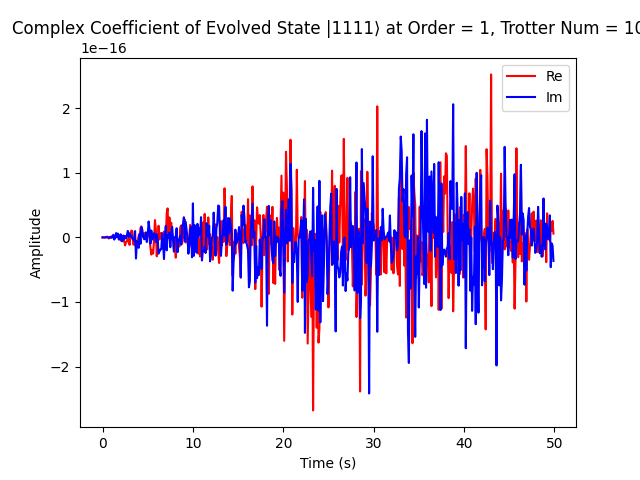 Complex Coefficient of Evolved State |1111⟩ at Order = 1, Trotter Num = 10
1e−16
Re
Im
2
1
0
−1
−2
Amplitude
0 10 20 30 40 50
Time (s)